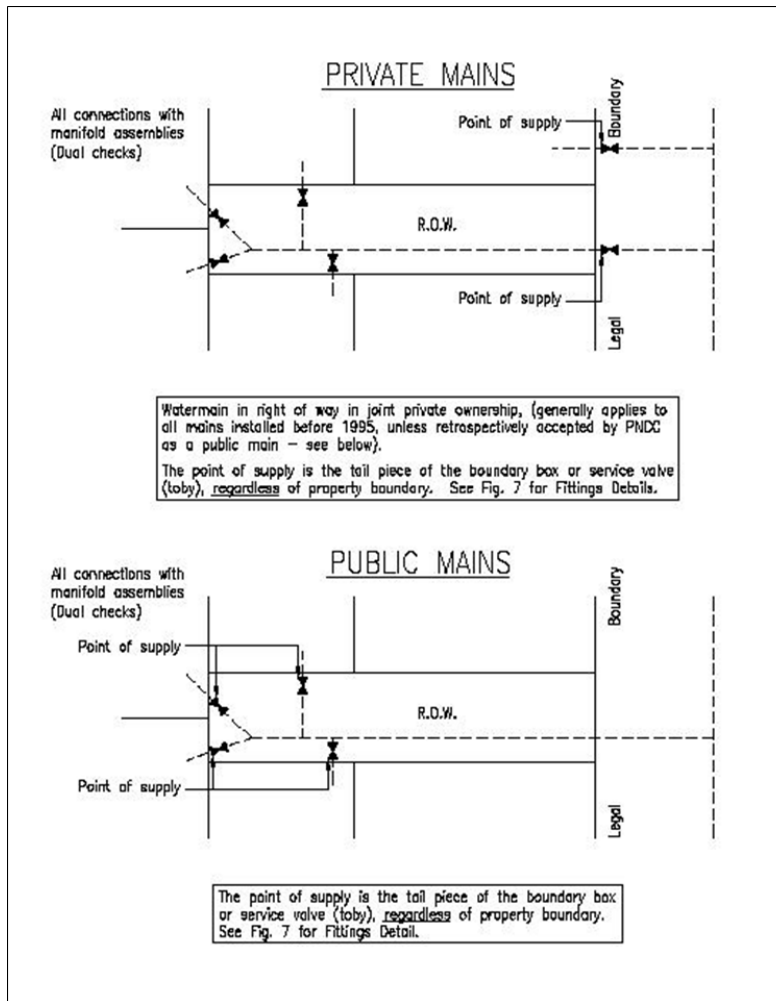 PRIVATE MAINS
All connections with
manifold assemblies
(Dual checks)
Point of supply
Boundary
R.O.W.
Point of supply
Legal
Watermain in right of way in joint private ownership, (generally applies to
all mains installed before 1995, unless retrospectively accepted by PNDC
as a public main – see below).
The point of supply is the tail piece of the boundary box or service valve
(toby), regardless of property boundary. See Fig. 7 for Fittings Details.
PUBLIC MAINS
All connections with
manifold assemblies
(Dual checks)
Boundary
Point of supply
R.O.W.
Point of supply
Legal
The point of supply is the tail piece of the boundary box
or service valve (toby), regardless of property boundary.
See Fig. 7 for Fittings Detail.